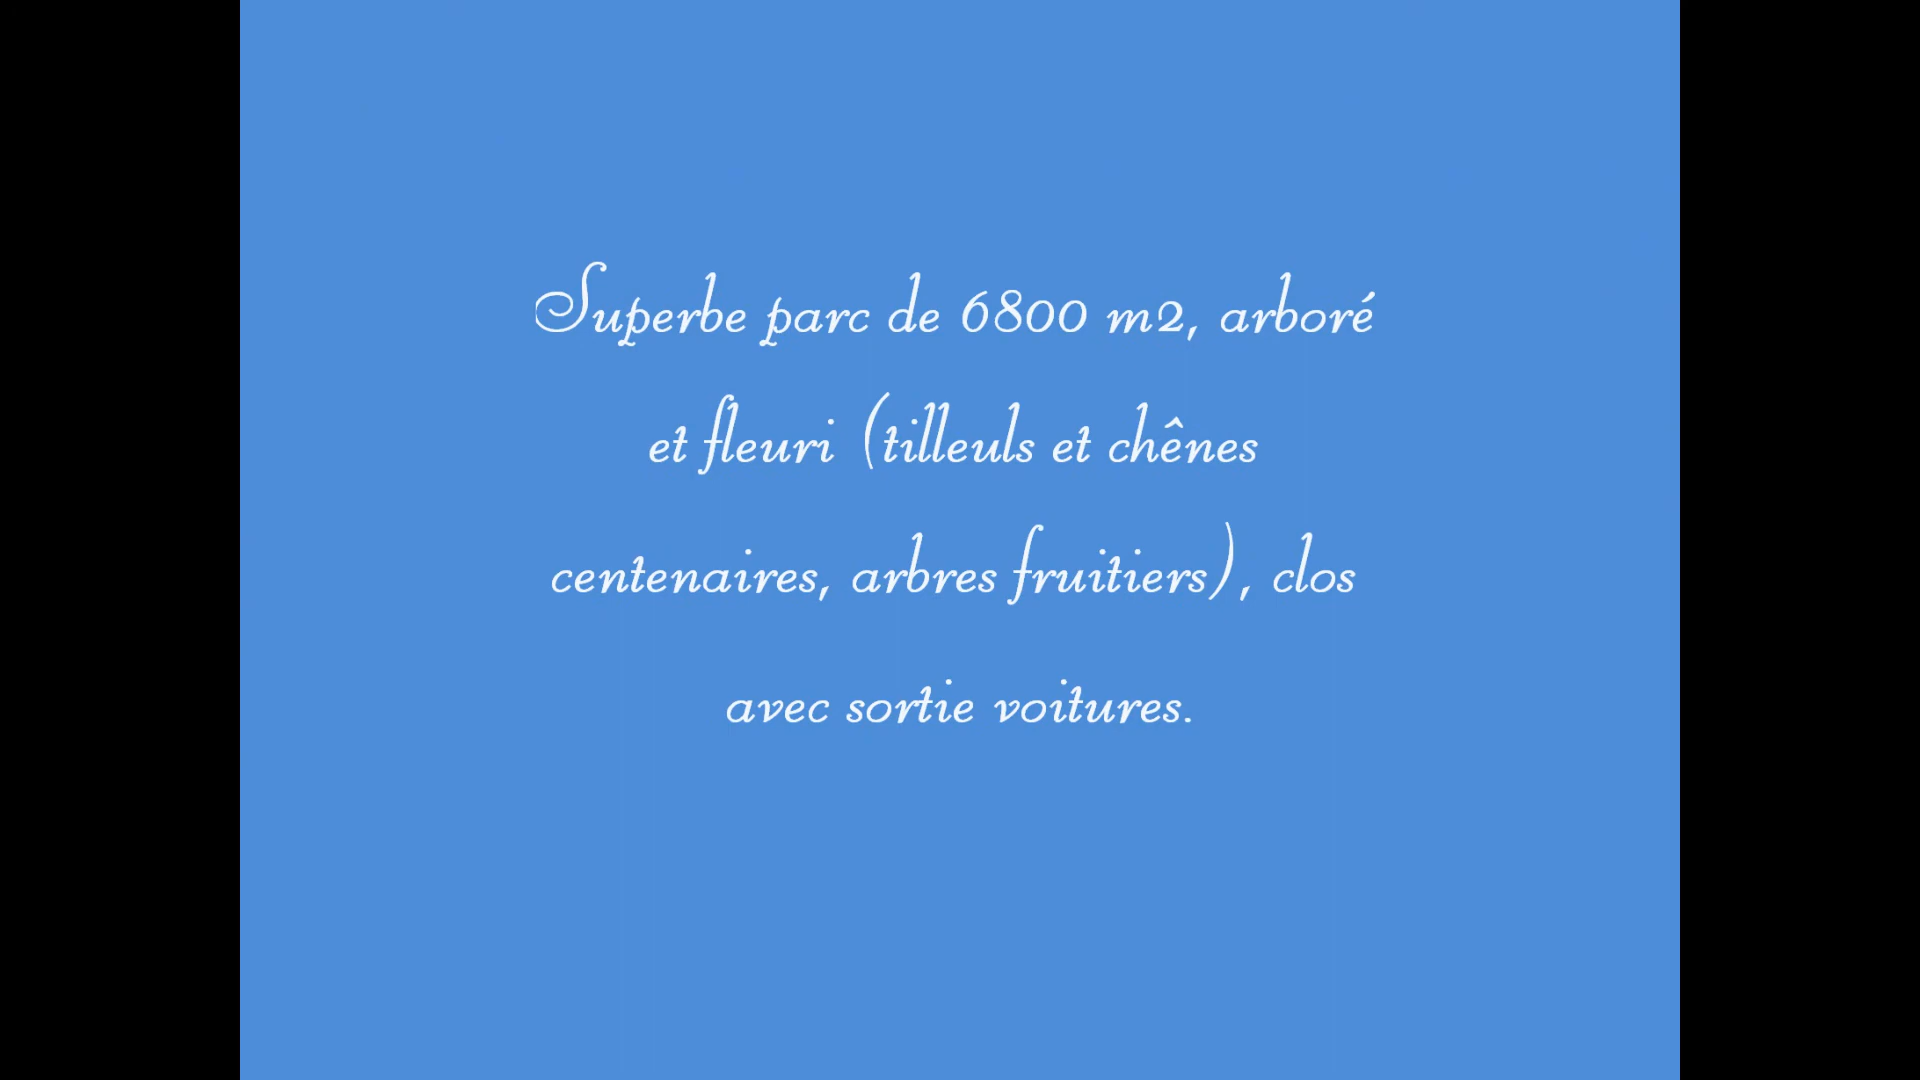 Superbe parc de 6800 m2, arboré
et fleuri (tilleuls et chênes
centenaires, arbres fruitiers), clos
avec sortie voitures.